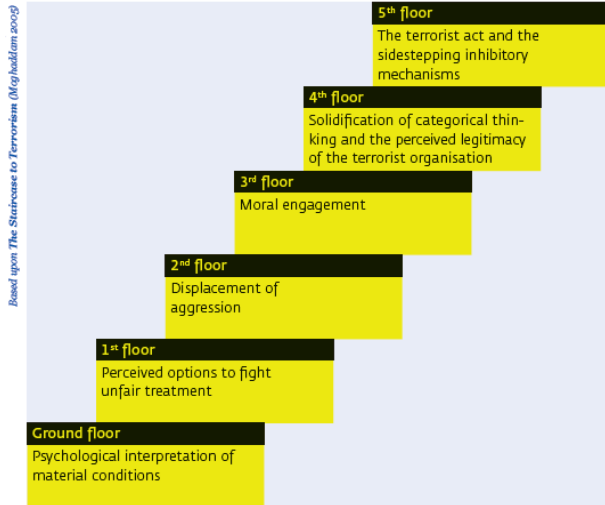 Based upon The Staircase to Terrorism (Moghaddam 2005)
5th floor
The terrorist act and the
sidestepping inhibitory
mechanisms
4th floor
Solidification of categorical thin-
king and the perceived legitimacy
of the terrorist organisation
3rd floor
Moral engagement
2nd floor
Displacement of
aggression
1st floor
Perceived options to fight
unfair treatment
Ground floor
Psychological interpretation of
material conditions